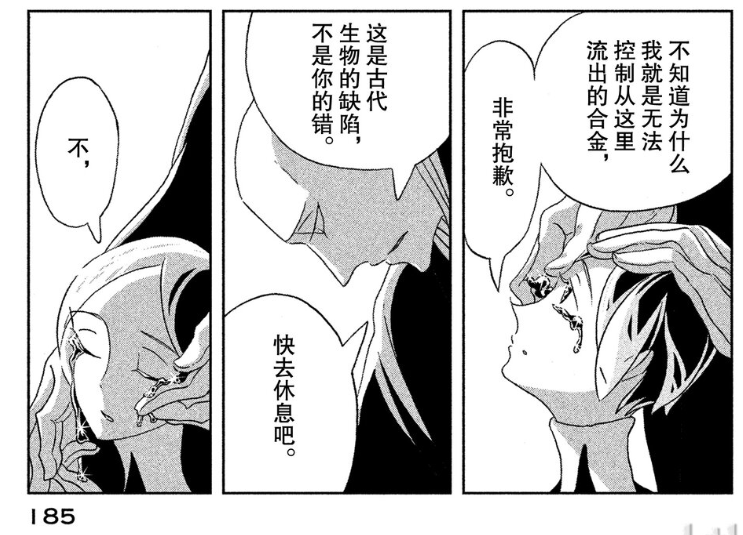 不知道为什么
我就是无法
控制从这里
流出的合金，
非常抱歉。
这是古代
生物的缺陷，
不是你的错。
快去休息吧。
不，
185